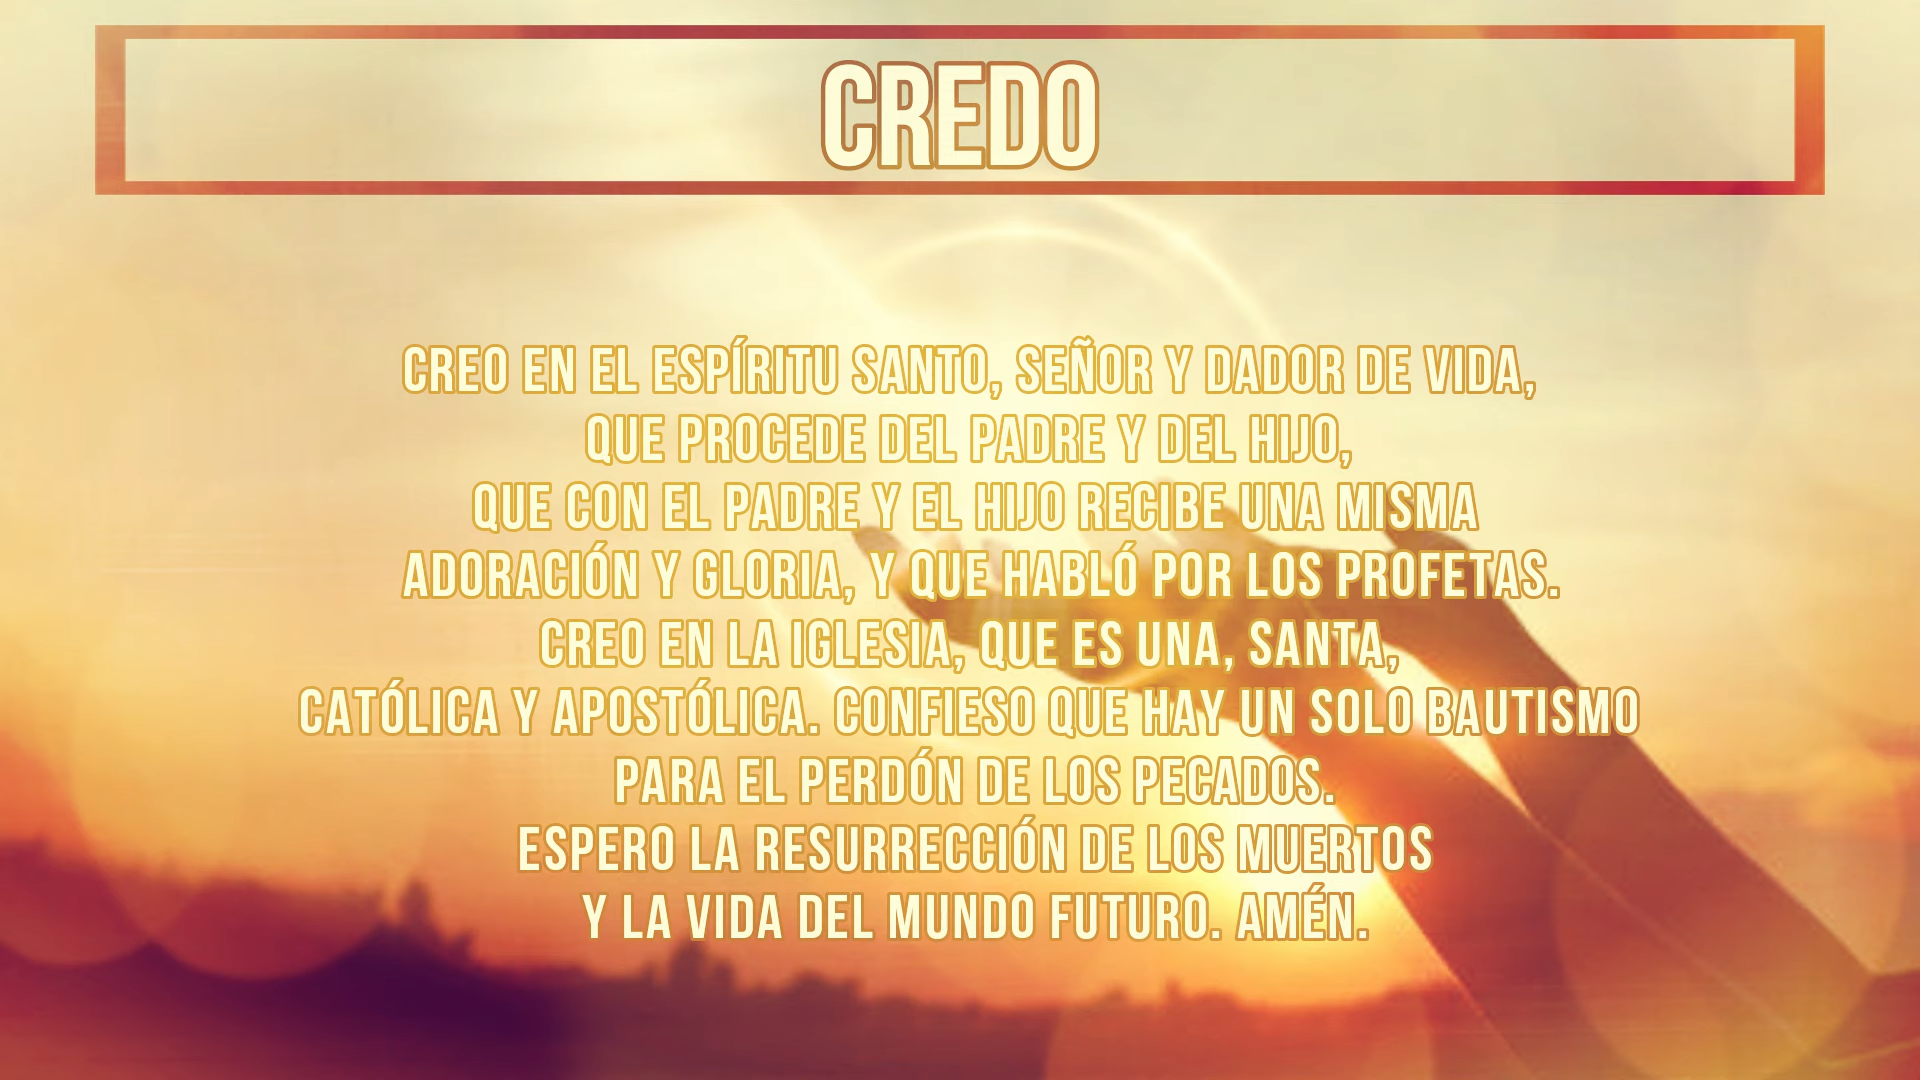 CREDO
CREO EN EL ESPÍRITU SANTO, SEÑOR Y DADOR DE VIDA,
QUE PROCEDE DEL PADRE Y DEL HIJO,
QUE CON EL PADRE Y EL HIJO RECIBE UNA MISMA
ADORACIÓN Y GLORIA, Y QUE HABLÓ POR LOS PROFETAS.
CREO EN LA IGLESIA, QUE ES UNA, SANTA,
CATÓLICA Y APOSTÓLICA. CONFIESO QUE HAY UN SOLO BAUTISMO
PARA EL PERDÓN DE LOS PECADOS.
ESPERO LA RESURRECCIÓN DE LOS MUERTOS
Y LA VIDA DEL MUNDO FUTURO. AMÉN.